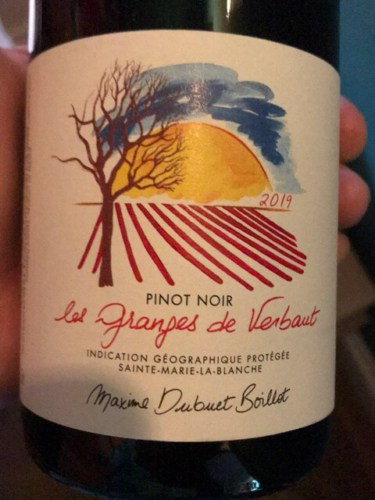 2019
PINOT NOIR
les Granges de Verbaut
INDICATION GÉOGRAPHIQUE PROTÉGÉE
SAINTE-MARIE-LA-BLANCHE
Maxime Dubuet Boillot